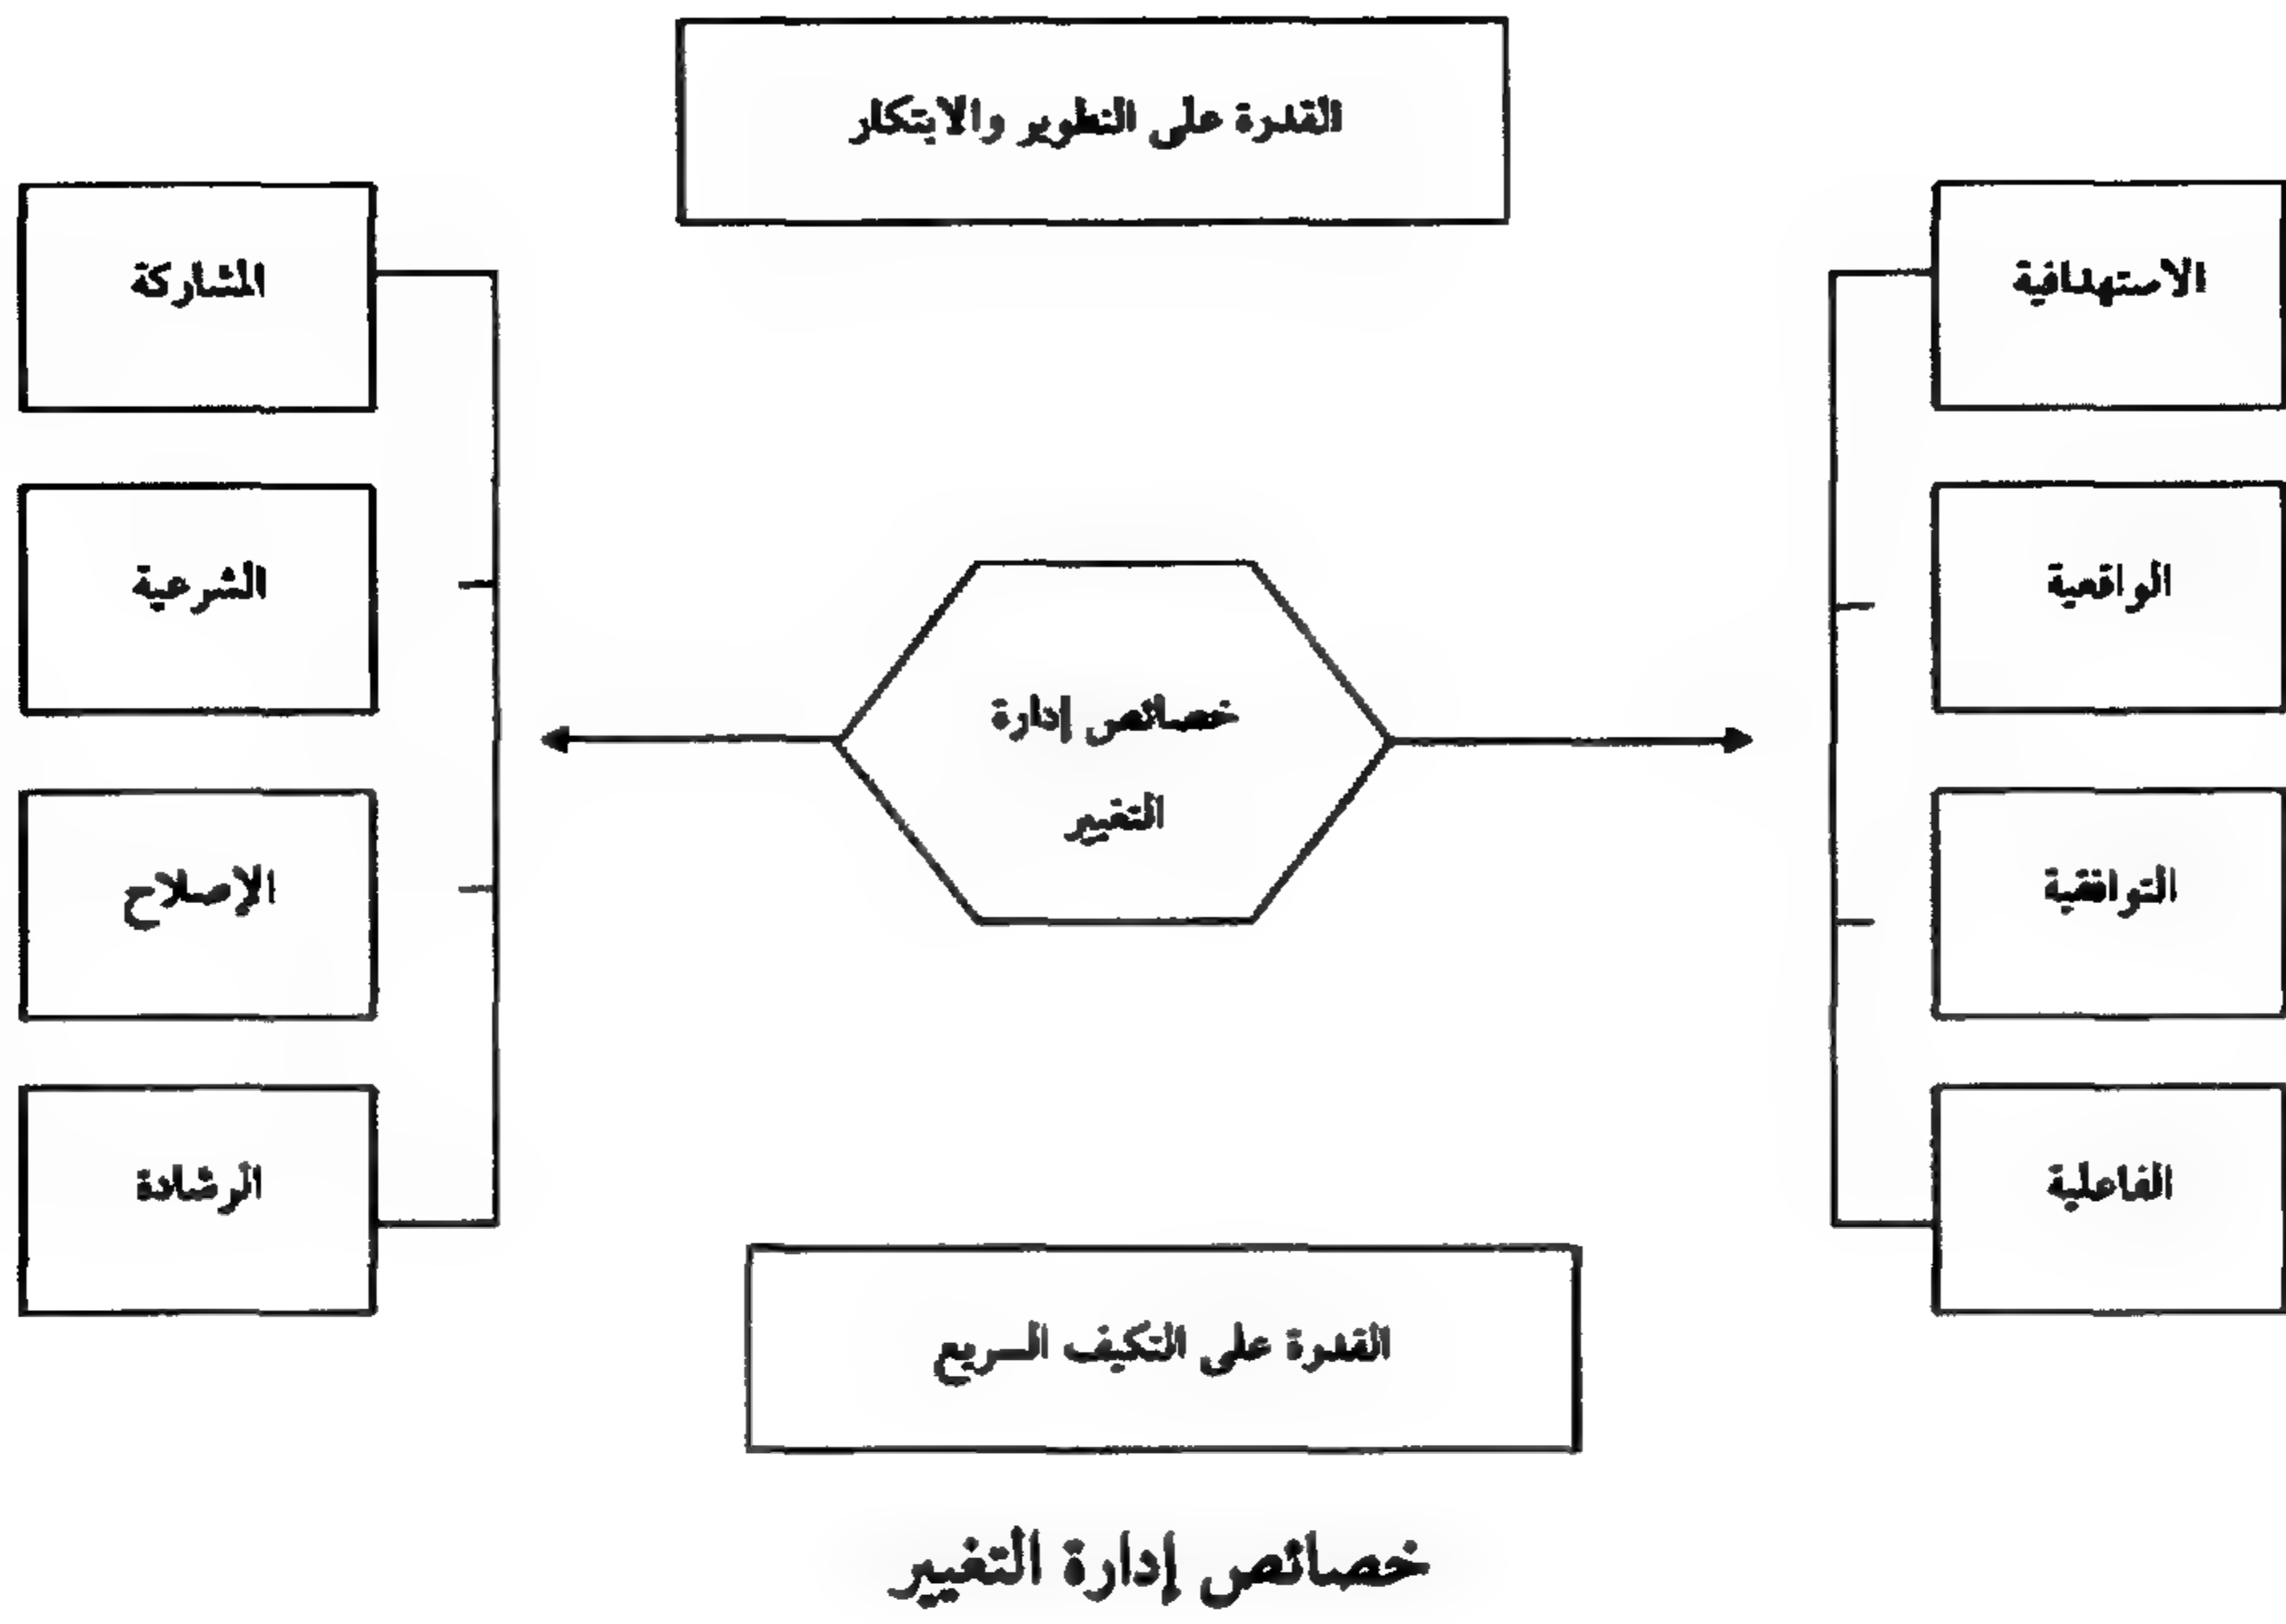 القدرة على التطوير والابتكار
الاستهدافية
المشاركة
الواقعية
الشرعية
خصائص إدارة
التغيير
التوافقية
الإصلاح
الفاعلية
الرشادة
القدرة على التكيف السريع
خصائص إدارة التغيير